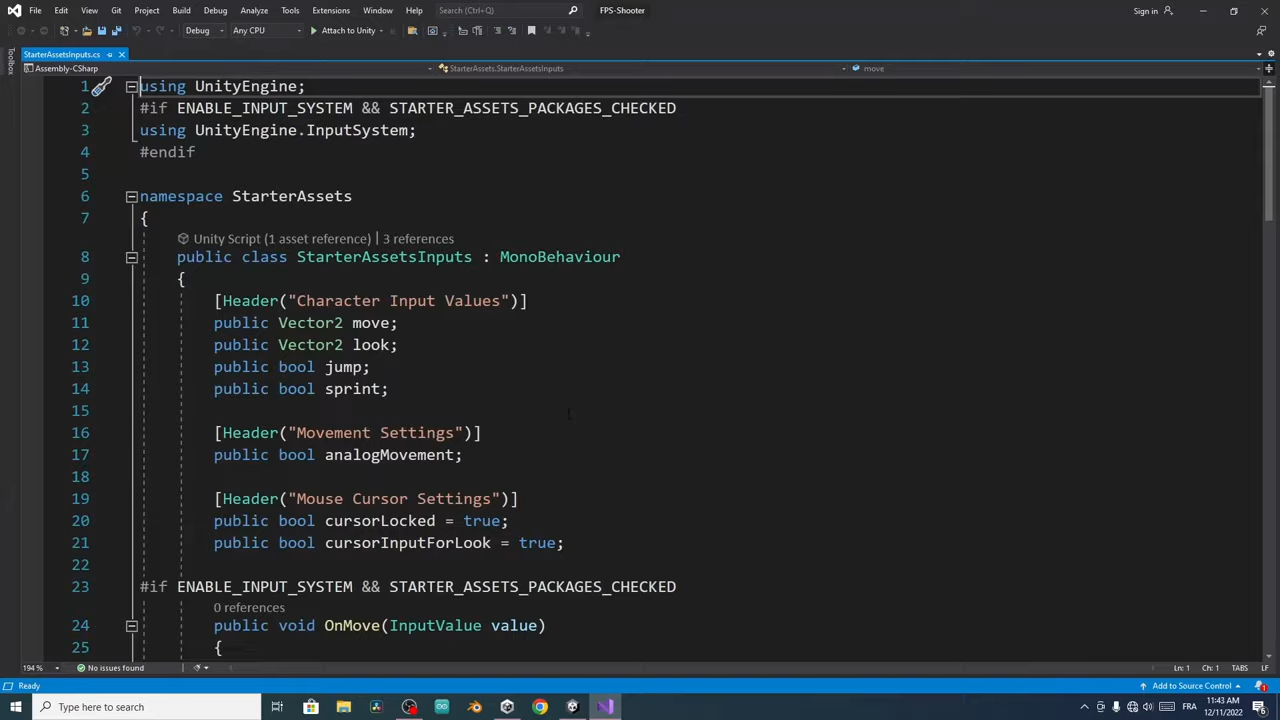 File Edit View Git Project Build Debug Analyze Tools Extensions Window Help Search (Ctrl+Q) FPS-Shooter Sign in
Debug Any CPU Attach to Unity
Toolbox
StarterAssetsInputs.cs
Assembly-CSharp StarterAssets.StarterAssetsInputs move
1 using UnityEngine;
2 #if ENABLE_INPUT_SYSTEM && STARTER_ASSETS_PACKAGES_CHECKED
3 using UnityEngine.InputSystem;
4 #endif
5
6 namespace StarterAssets
7 {
Unity Script (1 asset reference) | 3 references
8 public class StarterAssetsInputs : MonoBehaviour
9 {
10 [Header("Character Input Values")]
11 public Vector2 move;
12 public Vector2 look;
13 public bool jump;
14 public bool sprint;
15
16 [Header("Movement Settings")]
17 public bool analogMovement;
18
19 [Header("Mouse Cursor Settings")]
20 public bool cursorLocked = true;
21 public bool cursorInputForLook = true;
22
23 #if ENABLE_INPUT_SYSTEM && STARTER_ASSETS_PACKAGES_CHECKED
0 references
24 public void OnMove(InputValue value)
25 {
194 % No issues found Ln: 1 Ch: 1 TABS LF
Ready Add to Source Control 1
Type here to search FR 11:43 AM
12/11/2022 6